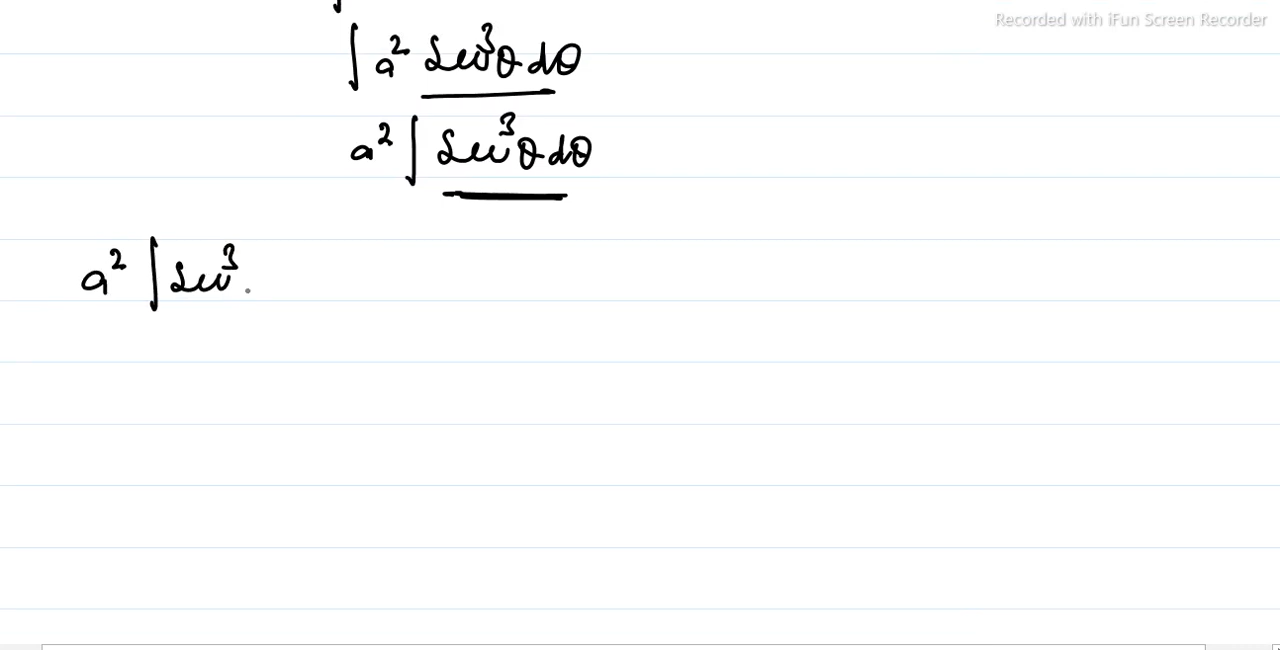 Recorded with iFun Screen Recorder
∫ a² Sec³θ dθ
a² ∫ Sec³θ dθ
a² ∫ Sec³